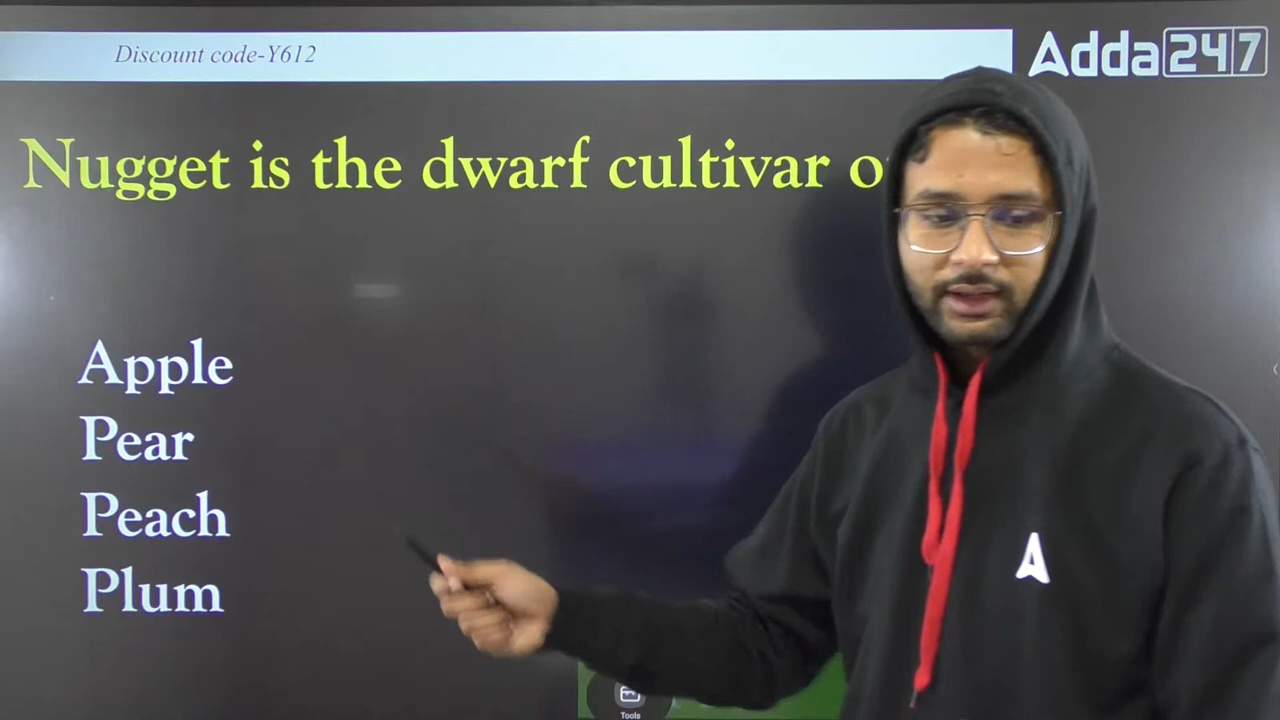 Discount code-Y612
Adda247
Nugget is the dwarf cultivar
Apple
Pear
Peach
Plum
Tools